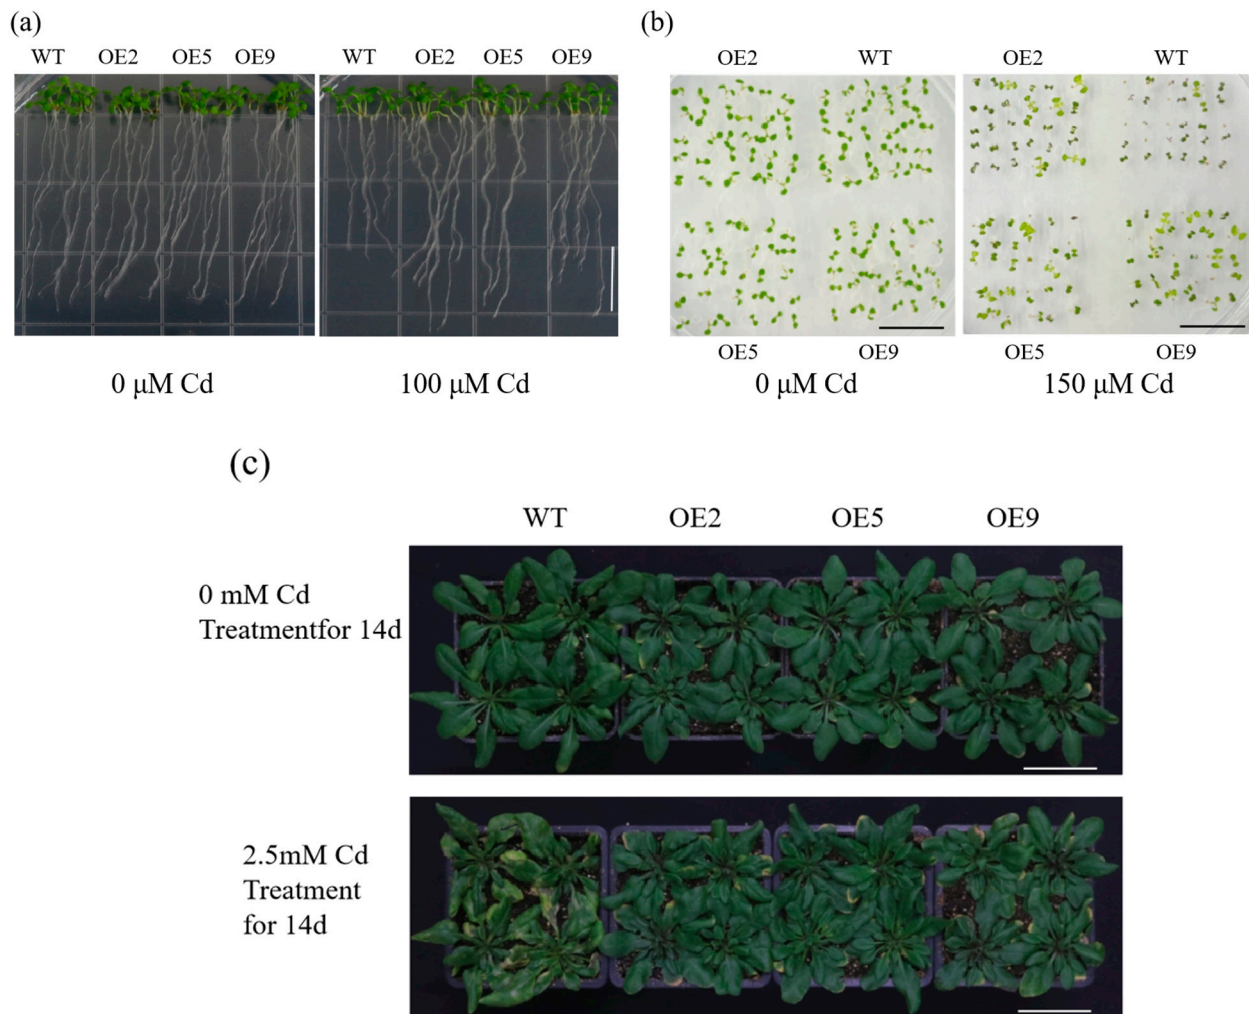 (a)
(b)
WT OE2 OE5 OE9 WT OE2 OE5 OE9
OE2 WT OE2 WT
OE5 OE9 OE5 OE9
0 μM Cd 100 μM Cd 0 μM Cd 150 μM Cd
(c)
WT OE2 OE5 OE9
0 mM Cd
Treatmentfor 14d
2.5mM Cd
Treatment
for 14d